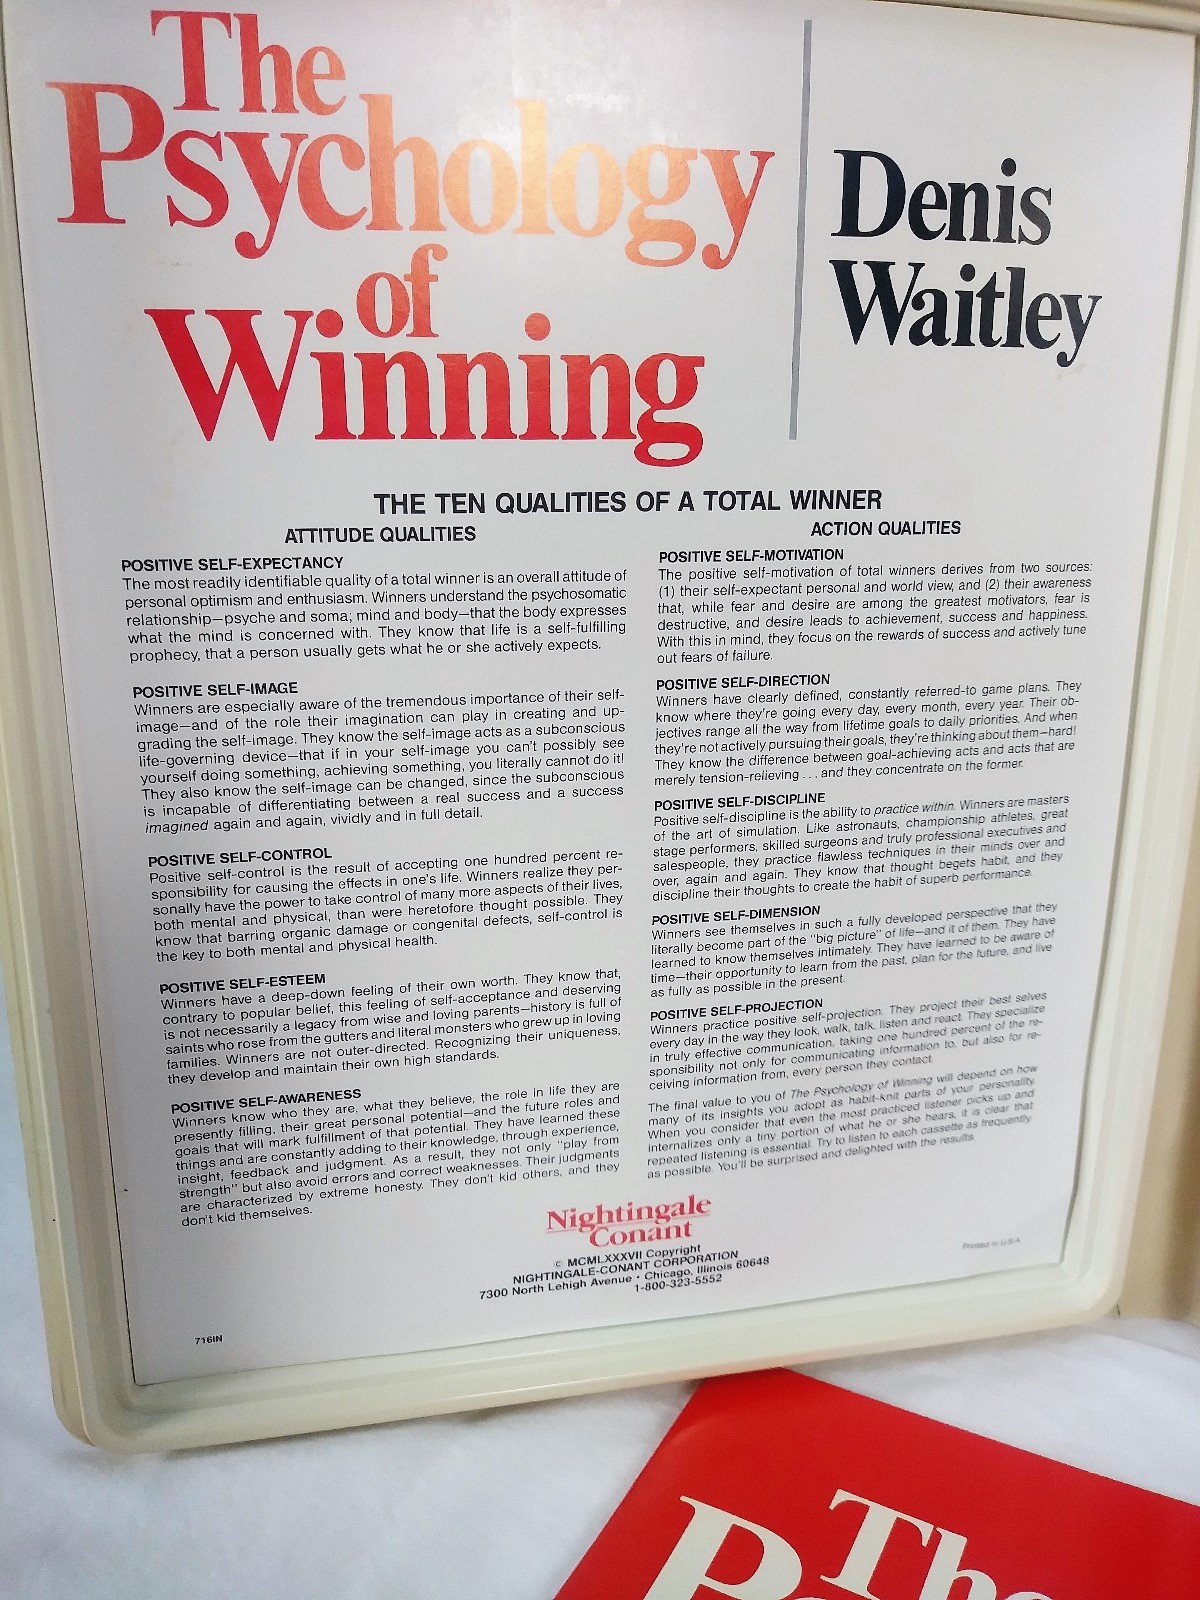 The
Psychology
of
Winning
Denis
Waitley
THE TEN QUALITIES OF A TOTAL WINNER
ATTITUDE QUALITIES
POSITIVE SELF-EXPECTANCY
The most readily identifiable quality of a total winner is an overall attitude of
personal optimism and enthusiasm. Winners understand the psychosomatic
relationship—psyche and soma; mind and body—that the body expresses
what the mind is concerned with. They know that life is a self-fulfilling
prophecy, that a person usually gets what he or she actively expects.
POSITIVE SELF-IMAGE
Winners are especially aware of the tremendous importance of their self-
image—and of the role their imagination can play in creating and up-
grading the self-image. They know the self-image acts as a subconscious
life-governing device—that if in your self-image you can't possibly see
yourself doing something, achieving something, you literally cannot do it!
They also know the self-image can be changed, since the subconscious
is incapable of differentiating between a real success and a success
imagined again and again, vividly and in full detail.
POSITIVE SELF-CONTROL
Positive self-control is the result of accepting one hundred percent re-
sponsibility for causing the effects in one's life. Winners realize they per-
sonally have the power to take control of many more aspects of their lives,
both mental and physical, than were heretofore thought possible. They
know that barring organic damage or congenital defects, self-control is
the key to both mental and physical health.
POSITIVE SELF-ESTEEM
Winners have a deep-down feeling of their own worth. They know that,
contrary to popular belief, this feeling of self-acceptance and deserving
is not necessarily a legacy from wise and loving parents—history is full of
saints who rose from the gutters and literal monsters who grew up in loving
families. Winners are not outer-directed. Recognizing their uniqueness,
they develop and maintain their own high standards.
POSITIVE SELF-AWARENESS
Winners know who they are, what they believe, the role in life they are
presently filling, their great personal potential—and the future roles and
goals that will mark fulfillment of that potential. They have learned these
things and are constantly adding to their knowledge, through experience,
insight, feedback and judgment. As a result, they not only "play from
strength" but also avoid errors and correct weaknesses. Their judgments
are characterized by extreme honesty. They don't kid others, and they
don't kid themselves.
ACTION QUALITIES
POSITIVE SELF-MOTIVATION
The positive self-motivation of total winners derives from two sources:
(1) their self-expectant personal and world view, and (2) their awareness
that, while fear and desire are among the greatest motivators, fear is
destructive, and desire leads to achievement, success and happiness.
With this in mind, they focus on the rewards of success and actively tune
out fears of failure.
POSITIVE SELF-DIRECTION
Winners have clearly defined, constantly referred-to game plans. They
know where they're going every day, every month, every year. Their ob-
jectives range all the way from lifetime goals to daily priorities. And when
they're not actively pursuing their goals, they're thinking about them—hard!
They know the difference between goal-achieving acts and acts that are
merely tension-relieving . . . and they concentrate on the former.
POSITIVE SELF-DISCIPLINE
Positive self-discipline is the ability to practice within. Winners are masters
of the art of simulation. Like astronauts, championship athletes, great
stage performers, skilled surgeons and truly professional executives and
salespeople, they practice flawless techniques in their minds over and
over, again and again. They know that thought begets habit, and they
discipline their thoughts to create the habit of superb performance.
POSITIVE SELF-DIMENSION
Winners see themselves in such a fully developed perspective that they
literally become part of the "big picture" of life—and it of them. They have
learned to know themselves intimately. They have learned to be aware of
time—their opportunity to learn from the past, plan for the future, and live
as fully as possible in the present.
POSITIVE SELF-PROJECTION
Winners practice positive self-projection. They project their best selves
every day in the way they look, walk, talk, listen and react. They specialize
in truly effective communication, taking one hundred percent of the re-
sponsibility not only for communicating information to, but also for re-
ceiving information from, every person they contact.
The final value to you of The Psychology of Winning will depend on how
many of its insights you adopt as habit-knit parts of your personality.
When you consider that even the most practiced listener picks up and
internalizes only a tiny portion of what he or she hears, it is clear that
repeated listening is essential. Try to listen to each cassette as frequently
as possible. You'll be surprised and delighted with the results.
Nightingale
Conant
© MCMLXXXVII Copyright
NIGHTINGALE-CONANT CORPORATION
7300 North Lehigh Avenue • Chicago, Illinois 60648
1-800-323-5552
Printed in U.S.A.
716IN
The